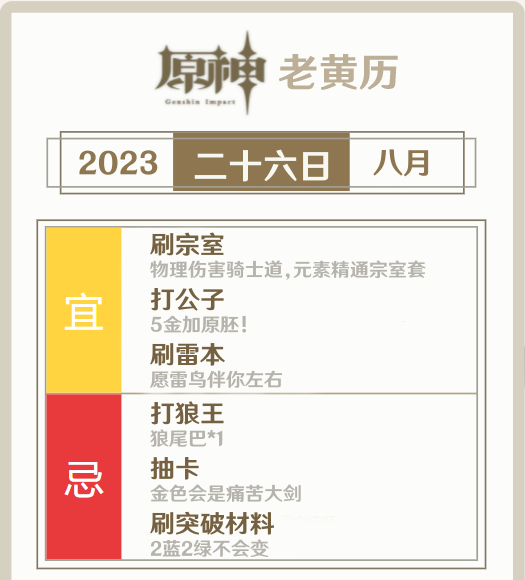 原神
Genshin Impact
老黄历
2023 二十六日 八月
宜
刷宗室
物理伤害骑士道,元素精通宗室套
打公子
5金加原胚!
刷雷本
愿雷鸟伴你左右
忌
打狼王
狼尾巴*1
抽卡
金色会是痛苦大剑
刷突破材料
2蓝2绿不会变